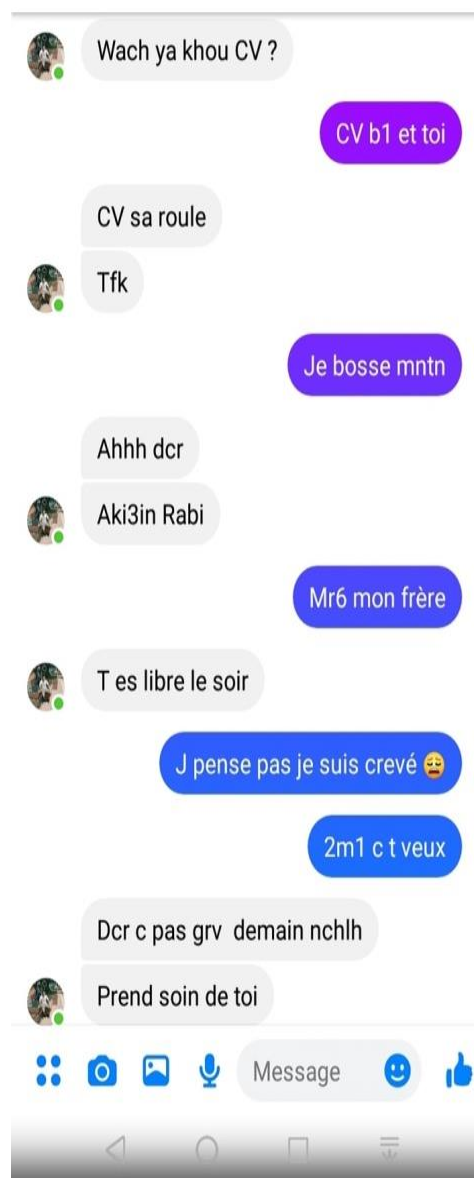 Wach ya khou CV ?
CV b1 et toi
CV sa roule
Tfk
Je bosse mntn
Ahhh dcr
Aki3in Rabi
Mr6 mon frère
T es libre le soir
J pense pas je suis crevé 😩
2m1 c t veux
Dcr c pas grv  demain nchlh
Prend soin de toi
Message